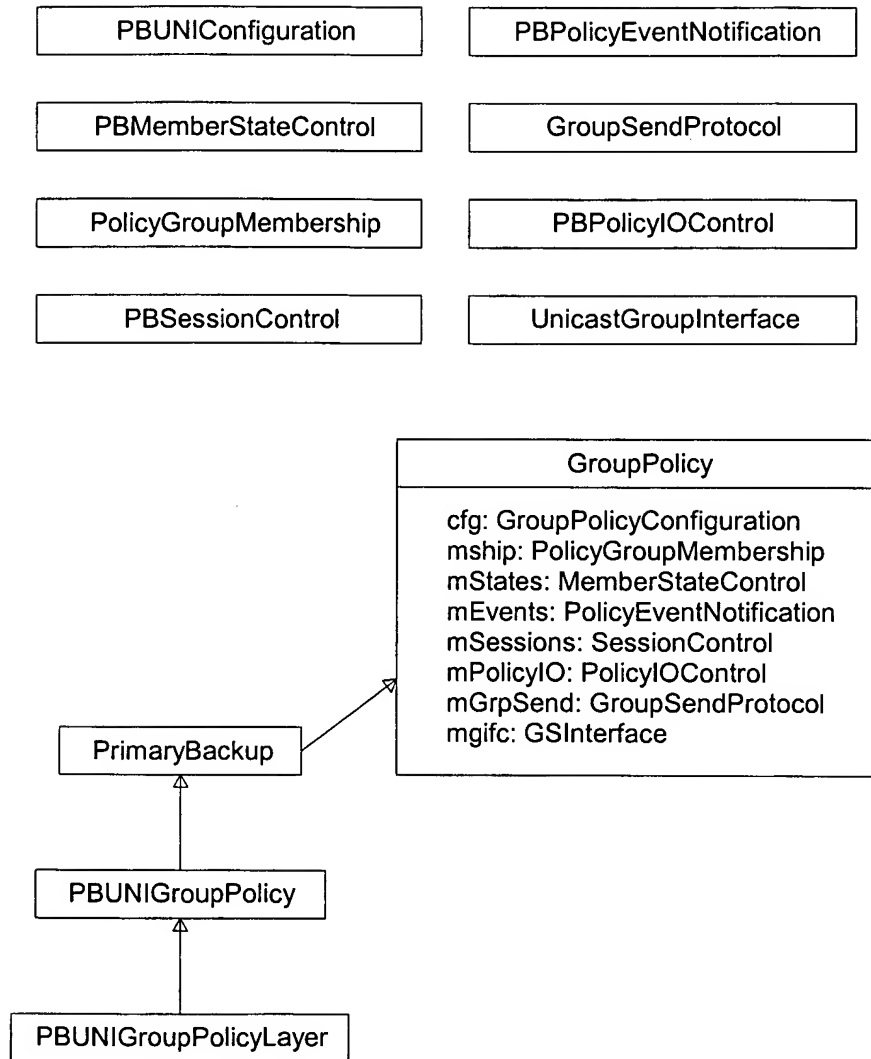 PBUNIConfiguration
PBPolicyEventNotification
PBMemberStateControl
GroupSendProtocol
PolicyGroupMembership
PBPolicyIOControl
PBSessionControl
UnicastGroupInterface
GroupPolicy
cfg: GroupPolicyConfiguration
mship: PolicyGroupMembership
mStates: MemberStateControl
mEvents: PolicyEventNotification
mSessions: SessionControl
mPolicyIO: PolicyIOControl
mGrpSend: GroupSendProtocol
mgifc: GSInterface
PrimaryBackup
PBUNIGroupPolicy
PBUNIGroupPolicyLayer